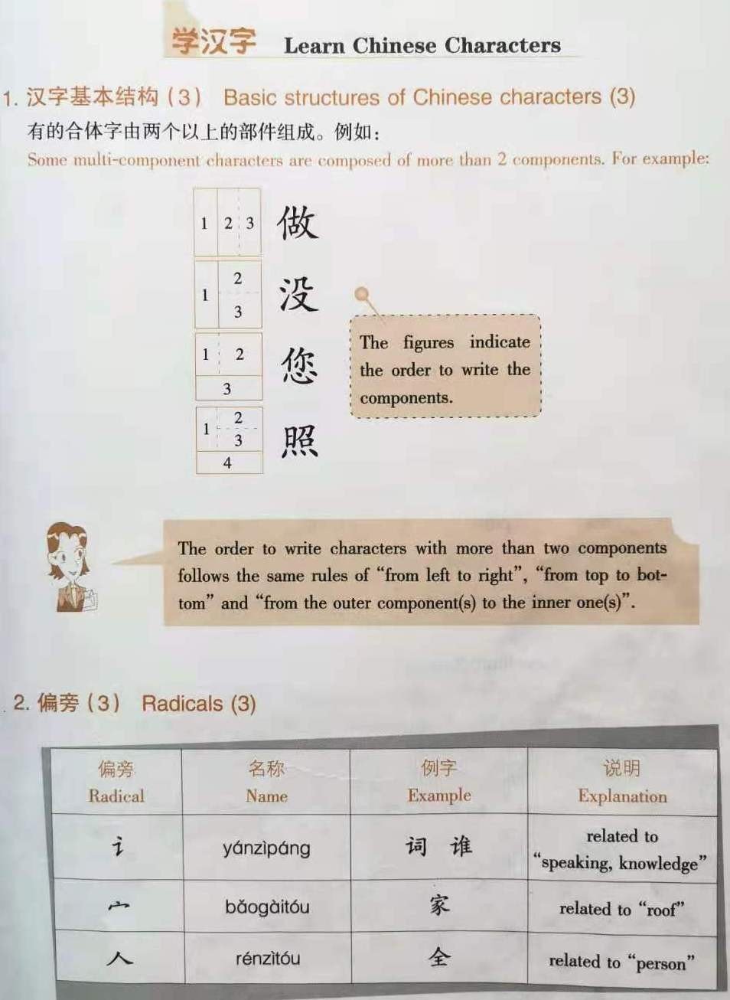 学汉字 Learn Chinese Characters
1. 汉字基本结构（3） Basic structures of Chinese characters (3)
有的合体字由两个以上的部件组成。例如：
Some multi-component characters are composed of more than 2 components. For example:
1 2 3 做
1 2 3 没
1 2 3 您
1 2 3 4 照
The figures indicate
the order to write the
components.
The order to write characters with more than two components
follows the same rules of “from left to right”, “from top to bot-
tom” and “from the outer component(s) to the inner one(s)”.
2. 偏旁（3） Radicals (3)
偏旁 名称 例字 说明
Radical Name Example Explanation
讠 yánzìpáng 词 谁 related to
“speaking, knowledge”
宀 bǎogàitóu 家 related to “roof”
人 rénzìtóu 全 related to “person”